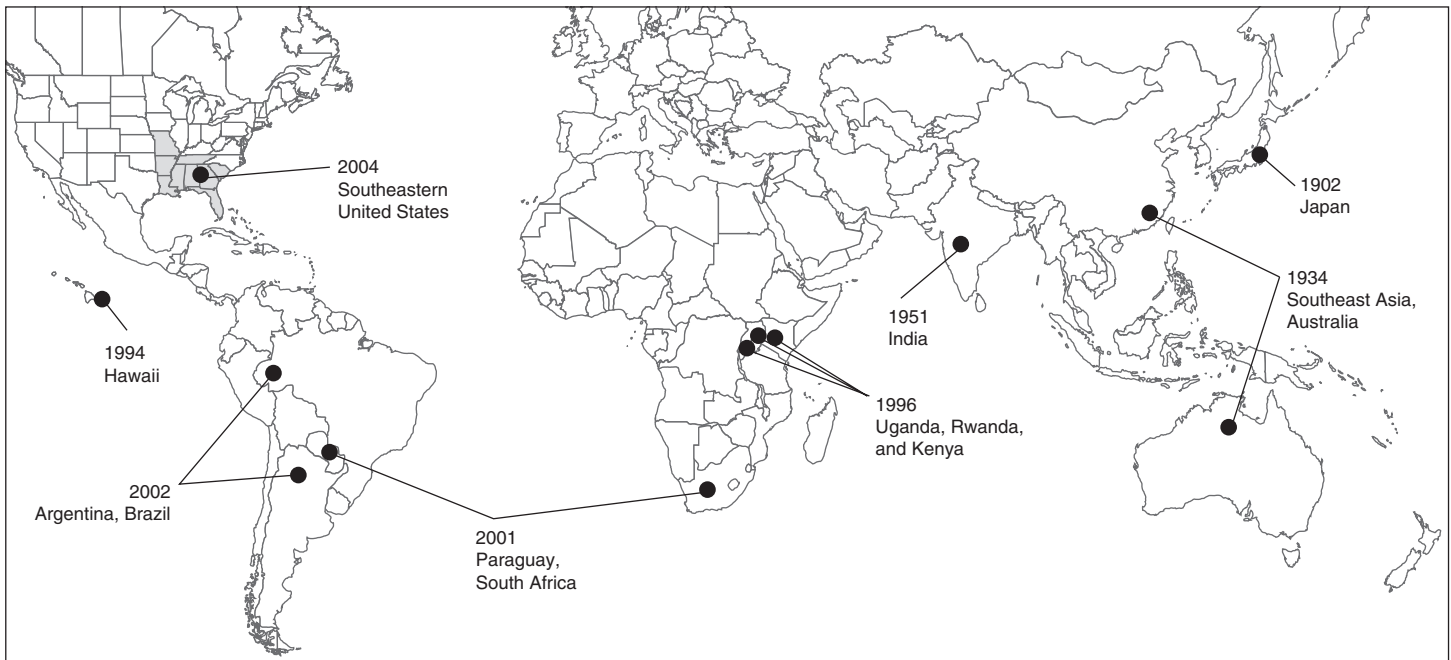 2004
Southeastern
United States
1902
Japan
1934
Southeast Asia,
Australia
1951
India
1994
Hawaii
1996
Uganda, Rwanda,
and Kenya
2002
Argentina, Brazil
2001
Paraguay,
South Africa